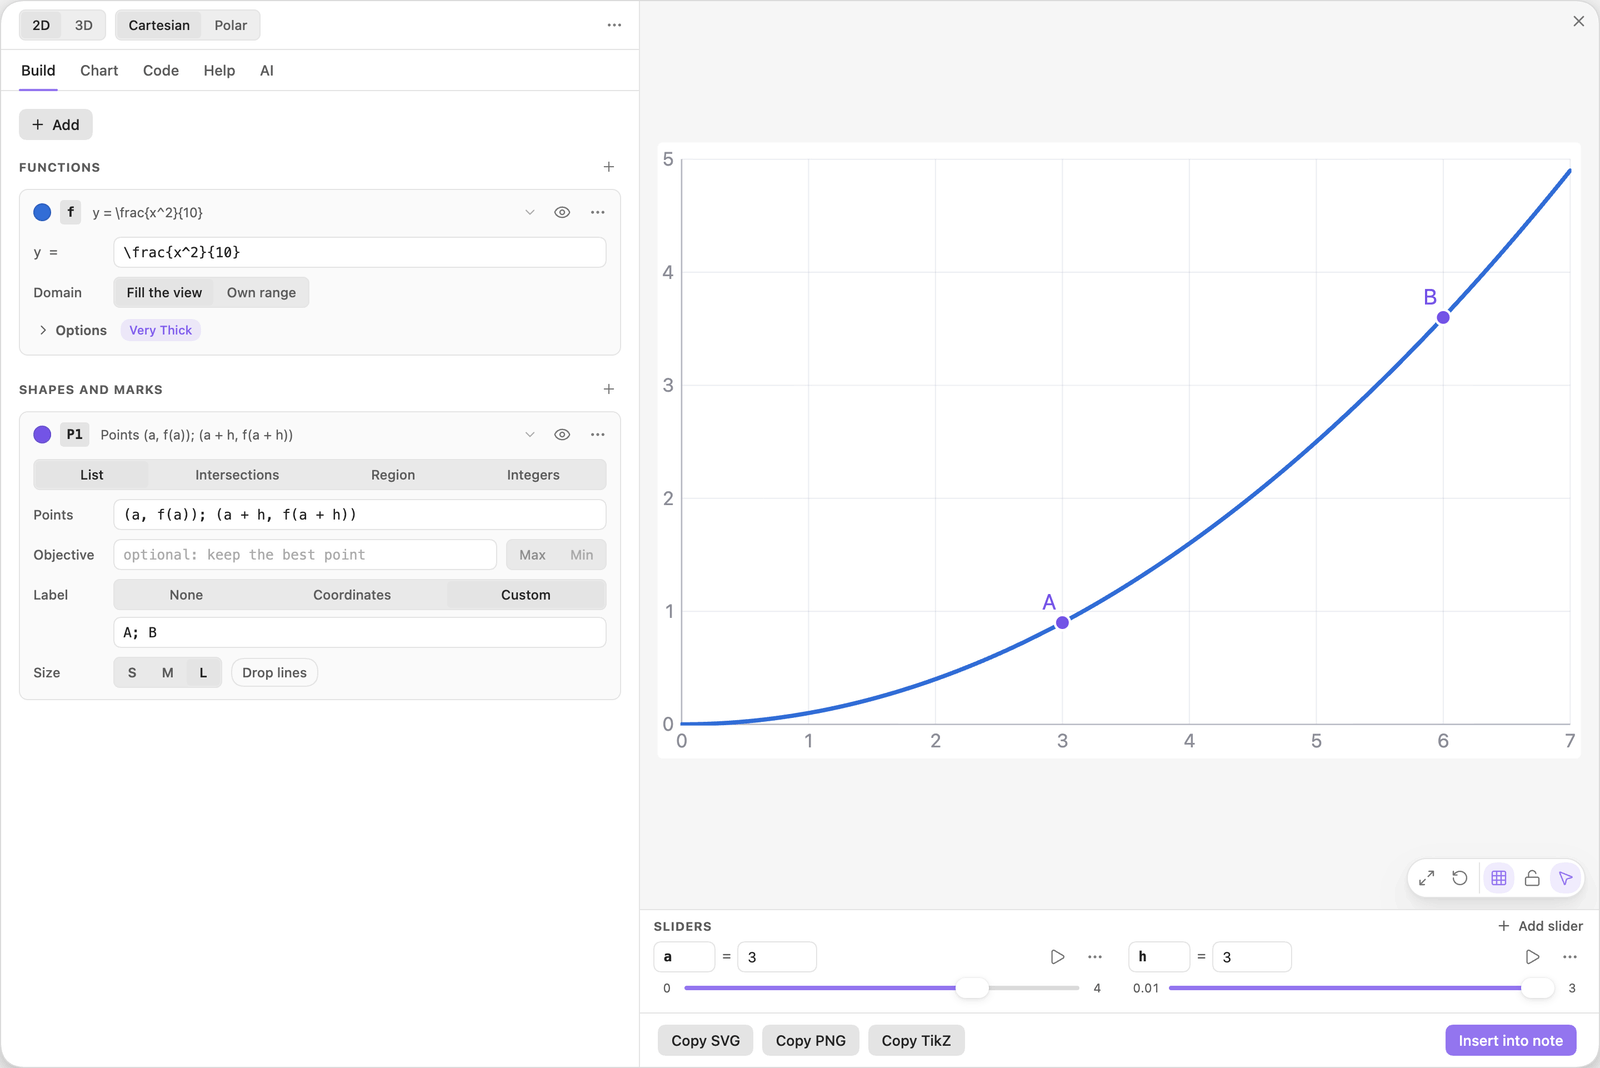 2D 3D Cartesian Polar
Build Chart Code Help AI
+ Add
FUNCTIONS
f y = \frac{x^2}{10}
y = \frac{x^2}{10}
Domain Fill the view Own range
Options Very Thick
SHAPES AND MARKS
P1 Points (a, f(a)); (a + h, f(a + h))
List Intersections Region Integers
Points (a, f(a)); (a + h, f(a + h))
Objective optional: keep the best point Max Min
Label None Coordinates Custom
A; B
Size S M L Drop lines
5
4
3
2
1
0
B
A
0 1 2 3 4 5 6 7
SLIDERS + Add slider
a = 3 h = 3
0 4 0.01 3
Copy SVG Copy PNG Copy TikZ Insert into note